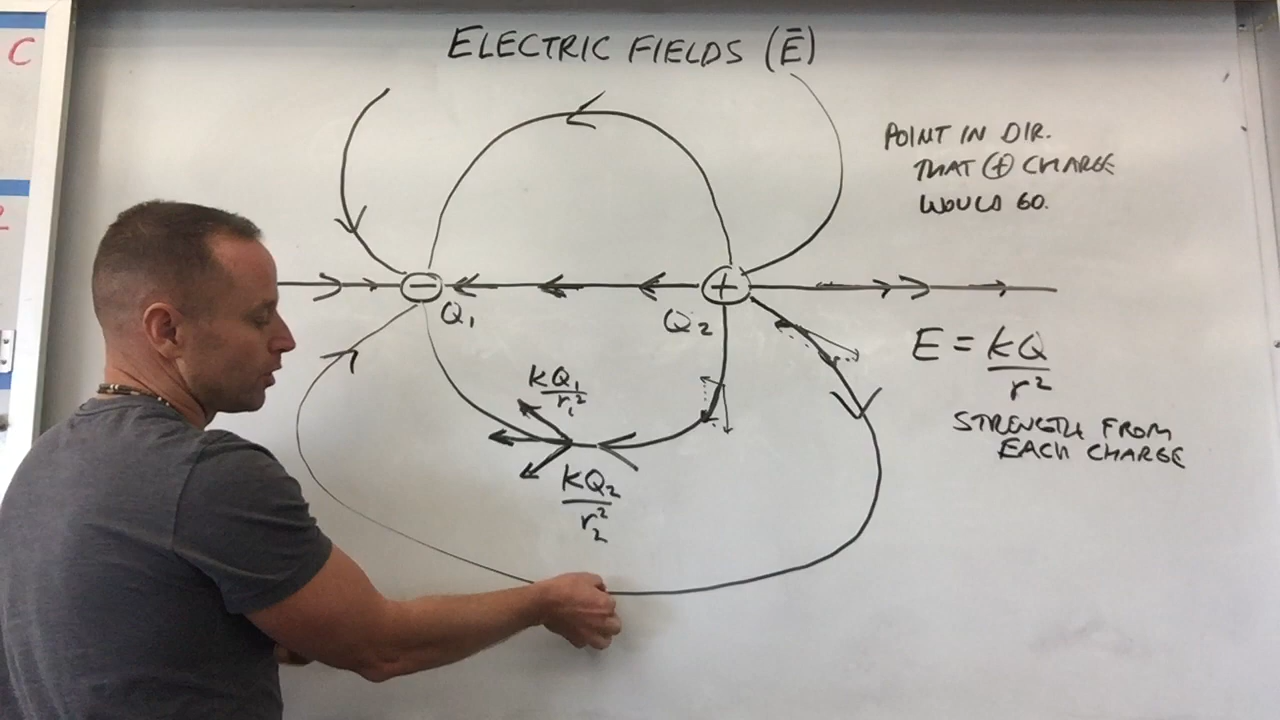 C
2
ELECTRIC FIELDS (Ē)
POINT IN DIR.
THAT (+) CHARGE
WOULD GO.
−
+
Q₁
Q₂
E = kQ/r²
STRENGTH FROM
EACH CHARGE
kQ₁/r₁²
kQ₂/r₂²